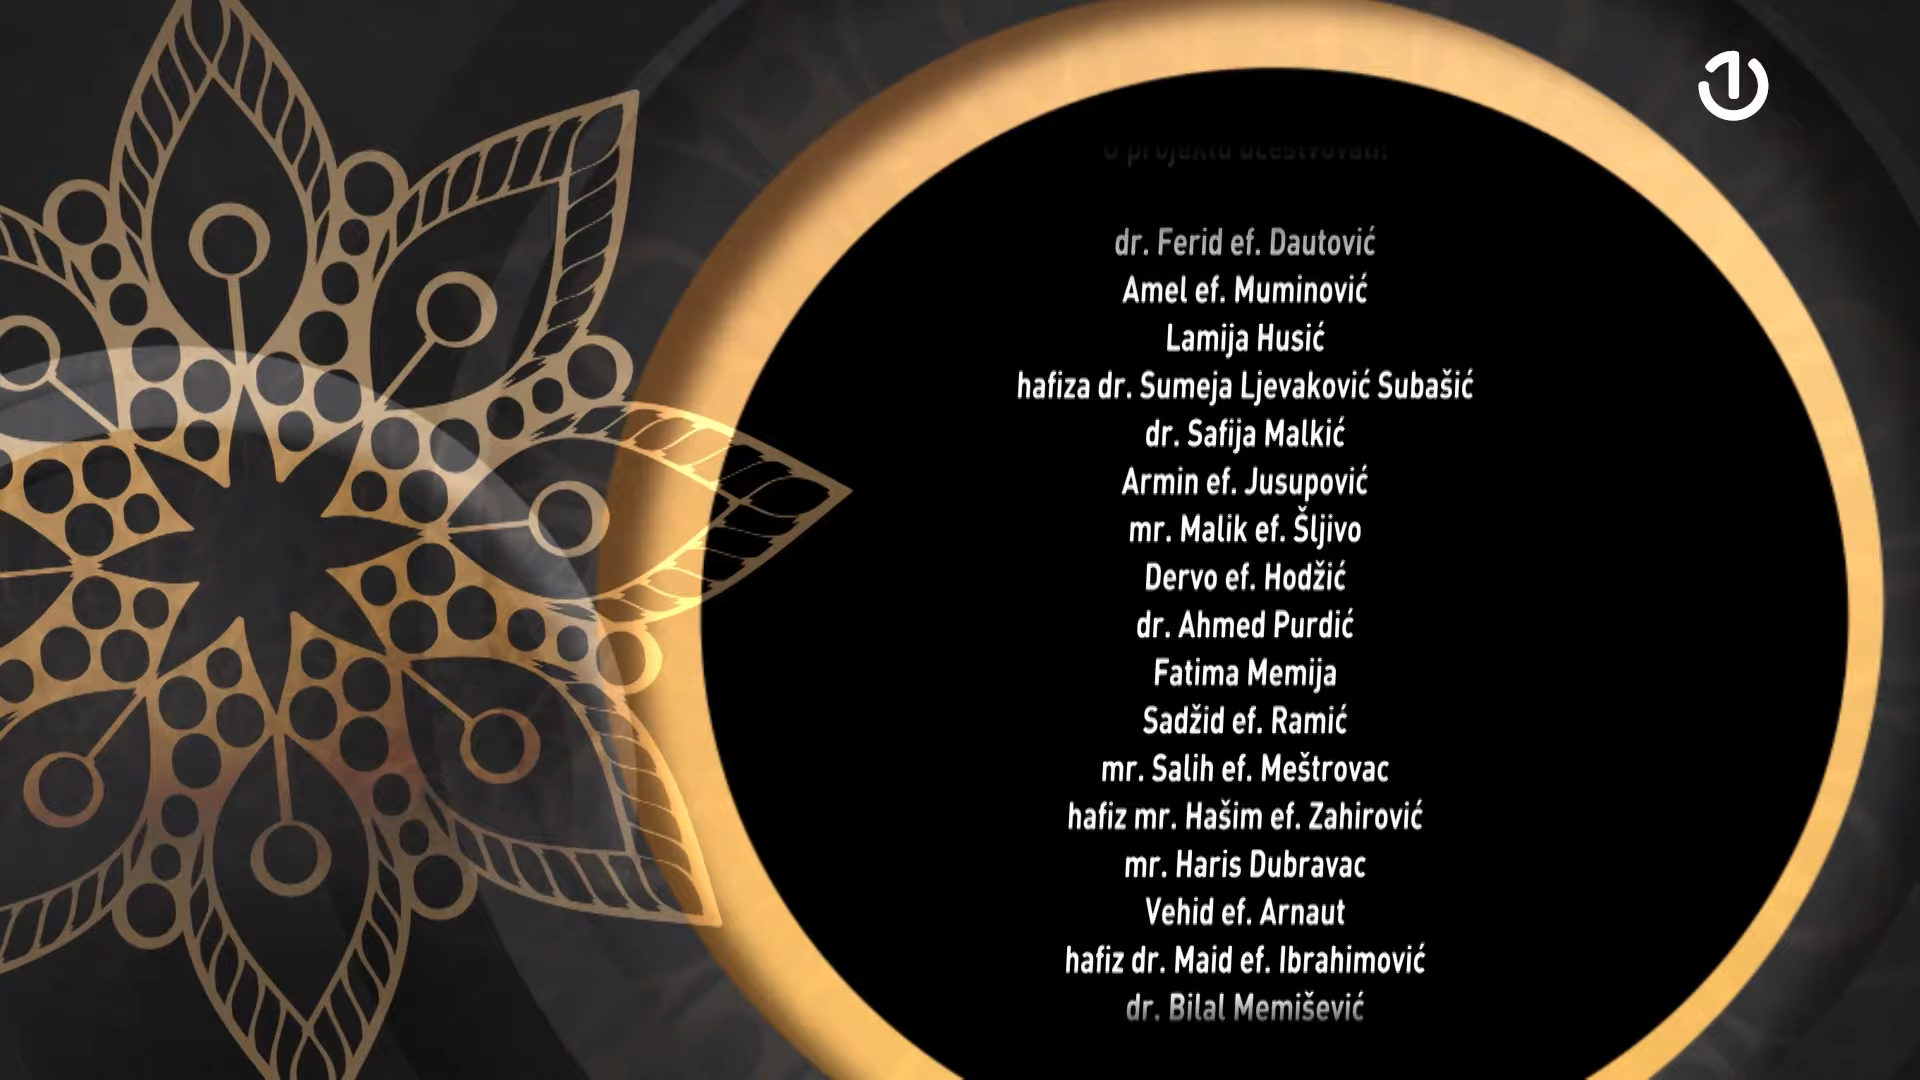 U projektu učestvovali:
dr. Ferid ef. Dautović
Amel ef. Muminović
Lamija Husić
hafiza dr. Sumeja Ljevaković Subašić
dr. Safija Malkić
Armin ef. Jusupović
mr. Malik ef. Šljivo
Dervo ef. Hodžić
dr. Ahmed Purdić
Fatima Memija
Sadžid ef. Ramić
mr. Salih ef. Meštrovac
hafiz mr. Hašim ef. Zahirović
mr. Haris Dubravac
Vehid ef. Arnaut
hafiz dr. Maid ef. Ibrahimović
dr. Bilal Memišević